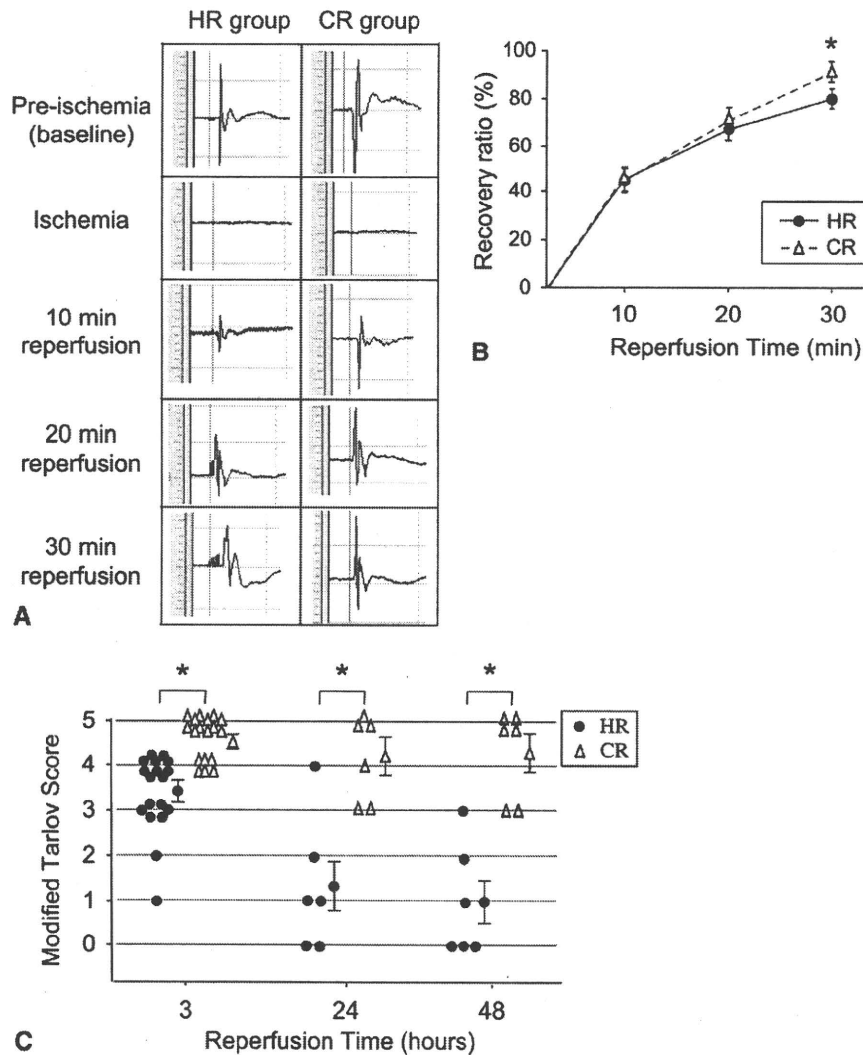 HR group CR group
Pre-ischemia
(baseline)
Ischemia
10 min
reperfusion
20 min
reperfusion
30 min
reperfusion
A
*
100
80
60
40
20
0
Recovery ratio (%)
HR
CR
10 20 30
Reperfusion Time (min)
B
* * *
5
4
3
2
1
0
Modified Tarlov Score
HR
CR
3 24 48
Reperfusion Time (hours)
C